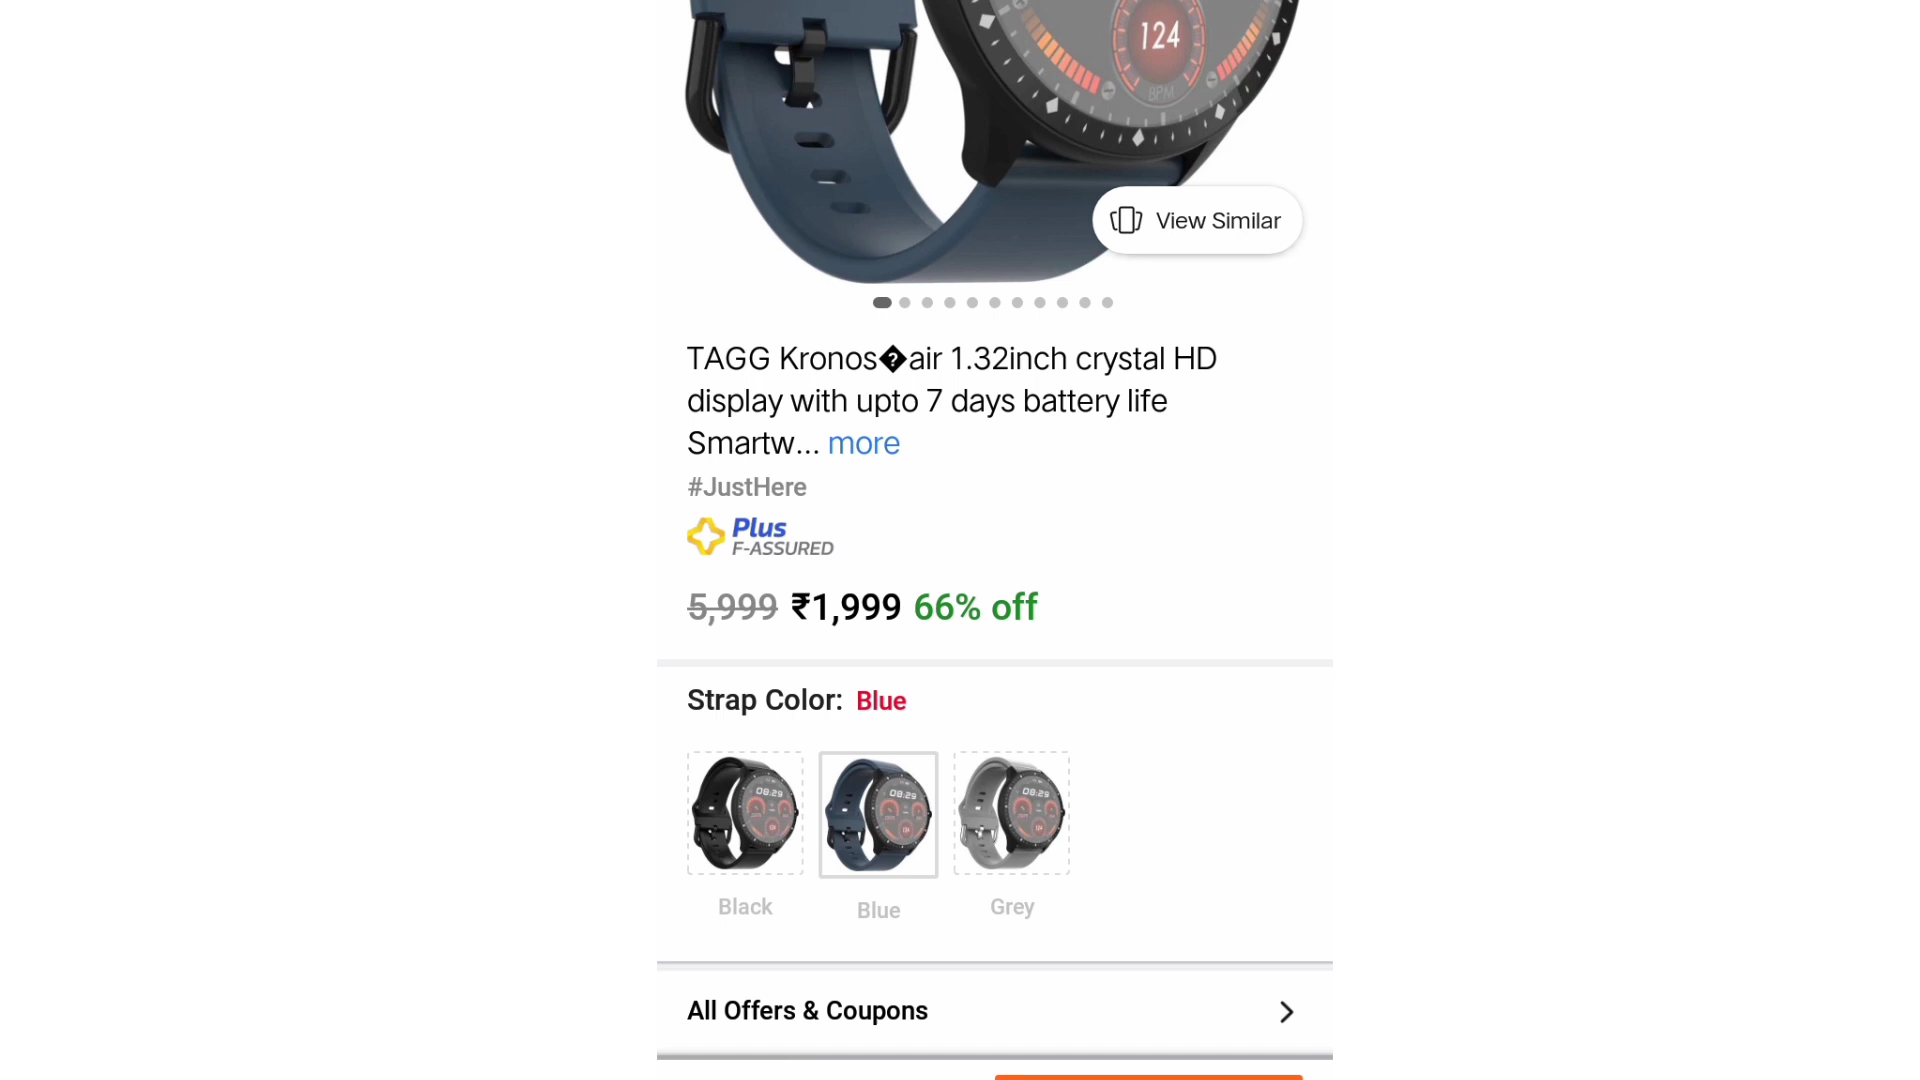 124
BPM
View Similar
TAGG Kronos�air 1.32inch crystal HD
display with upto 7 days battery life
Smartw... more
#JustHere
Plus
F-ASSURED
5,999 ₹1,999 66% off
Strap Color: Blue
08:29 08:29 08:29
Black Blue Grey
All Offers & Coupons